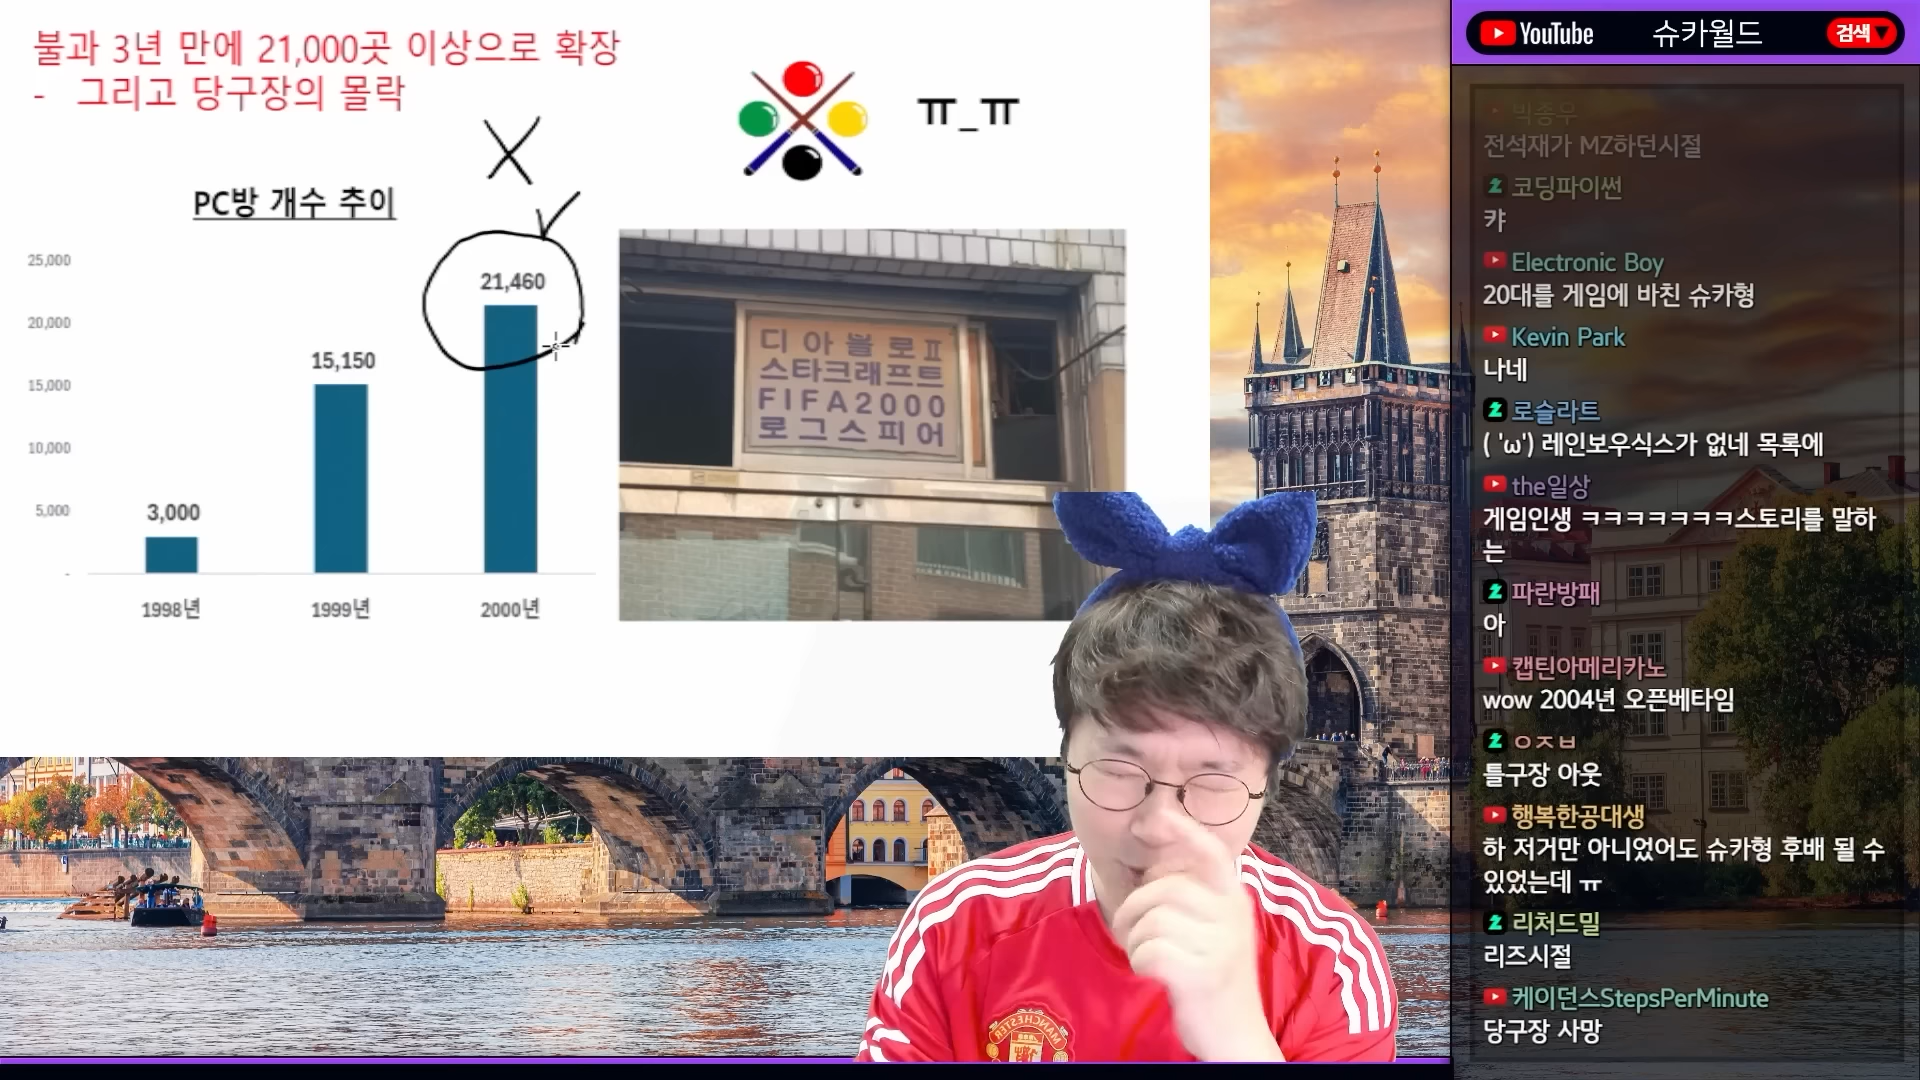 불과 3년 만에 21,000곳 이상으로 확장
- 그리고 당구장의 몰락
ㅠ_ㅠ
PC방 개수 추이
25,000
20,000
15,000
10,000
5,000
-
3,000
15,150
21,460
1998년
1999년
2000년
디아블로Ⅱ
스타크래프트
FIFA2000
로그스피어
MANCHESTER
YouTube
슈카월드
검색▼
박종우
전석재가 MZ하던시절
코딩파이썬
캬
Electronic Boy
20대를 게임에 바친 슈카형
Kevin Park
나네
로슬라트
( 'ω') 레인보우식스가 없네 목록에
the일상
게임인생 ㅋㅋㅋㅋㅋㅋㅋ스토리를 말하
는
파란방패
아
캡틴아메리카노
wow 2004년 오픈베타임
ㅇㅈㅂ
틀구장 아웃
행복한공대생
하 저거만 아니었어도 슈카형 후배 될 수
있었는데 ㅠ
리처드밀
리즈시절
케이던스StepsPerMinute
당구장 사망